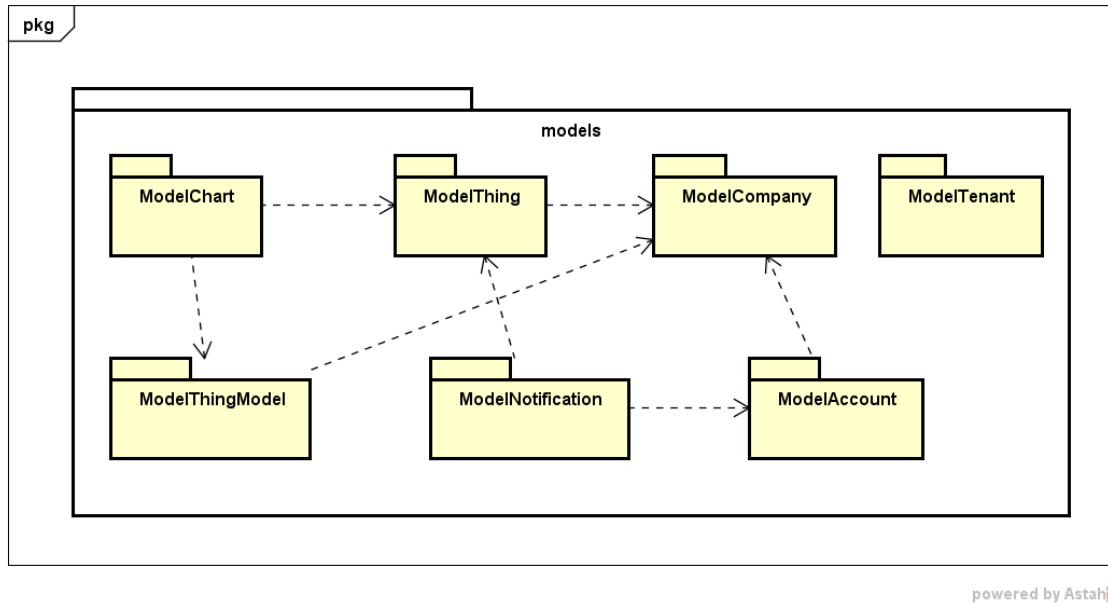 pkg
models
ModelChart
ModelThing
ModelCompany
ModelTenant
ModelThingModel
ModelNotification
ModelAccount
powered by Astah